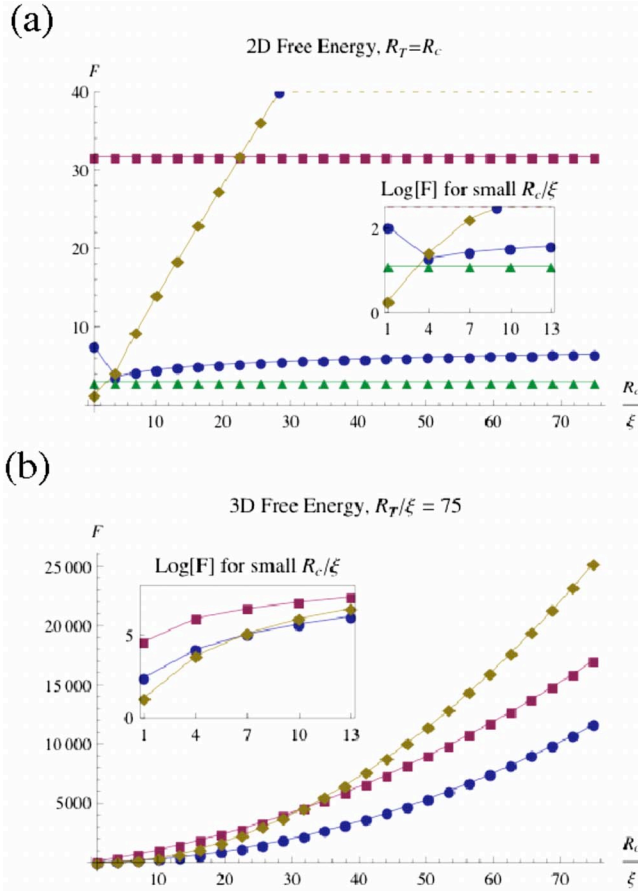 (a)
2D Free Energy, R_T=R_c
F
40
30
20
10
Log[F] for small R_c/ξ
2
0
1 4 7 10 13
10 20 30 40 50 60 70
R_c
ξ
(b)
3D Free Energy, R_T/ξ = 75
F
25 000
20 000
15 000
10 000
5000
Log[F] for small R_c/ξ
5
0
1 4 7 10 13
0 10 20 30 40 50 60 70
R_c
ξ